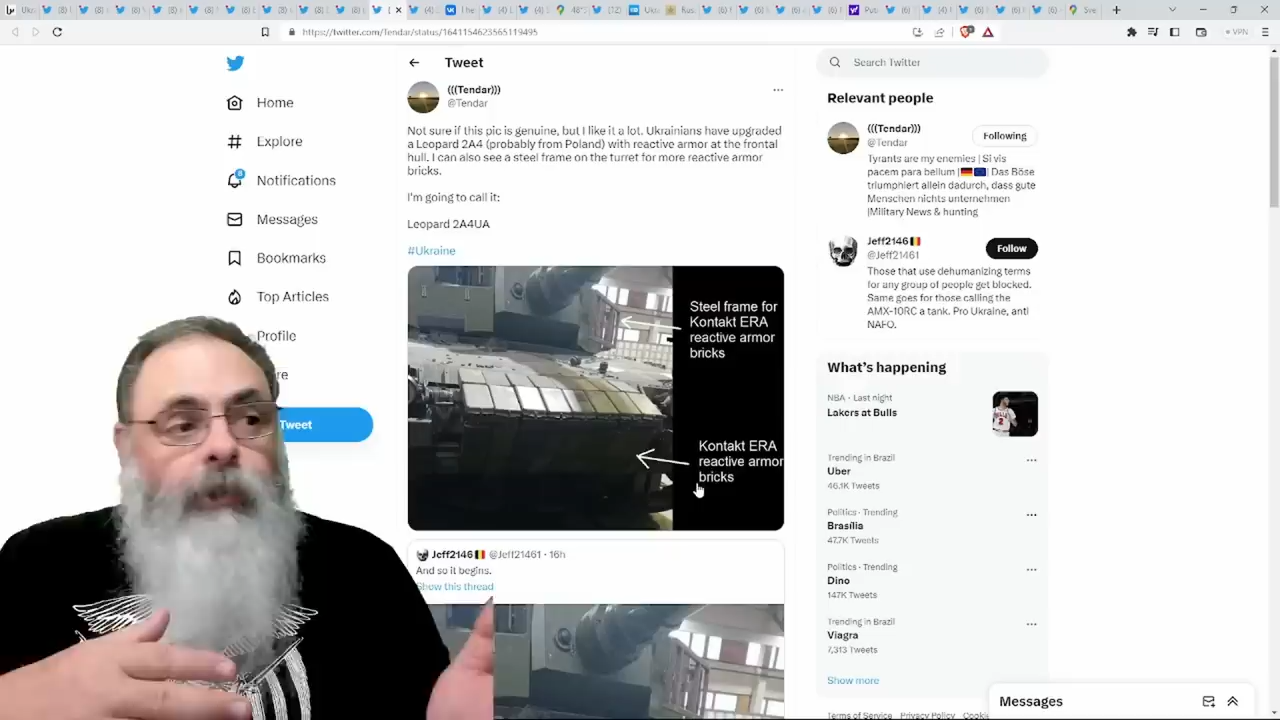 https://twitter.com/Tendar/status/1641154623565119495
VPN
Home
Explore
8
Notifications
Messages
Bookmarks
Top Articles
Profile
Tweet
Tweet
(((Tendar)))
@Tendar
Not sure if this pic is genuine, but I like it a lot. Ukrainians have upgraded
a Leopard 2A4 (probably from Poland) with reactive armor at the frontal
hull. I can also see a steel frame on the turret for more reactive armor
bricks.
I'm going to call it:
Leopard 2A4UA
#Ukraine
Steel frame for
Kontakt ERA
reactive armor
bricks
Kontakt ERA
reactive armor
bricks
Jeff2146 @Jeff21461 · 16h
And so it begins.
Show this thread
Search Twitter
Relevant people
(((Tendar)))
@Tendar
Following
Tyrants are my enemies | Si vis
pacem para bellum | | Das Böse
triumphiert allein dadurch, dass gute
Menschen nichts unternehmen
|Military News & hunting
Jeff2146
@Jeff21461
Follow
Those that use dehumanizing terms
for any group of people get blocked.
Same goes for those calling the
AMX-10RC a tank. Pro Ukraine, anti
NAFO.
What's happening
NBA · Last night
Lakers at Bulls
Trending in Brazil
Uber
46.1K Tweets
Politics · Trending
Brasília
47.7K Tweets
Politics · Trending
Dino
147K Tweets
Trending in Brazil
Viagra
7,313 Tweets
Show more
Terms of Service Privacy Policy
Messages